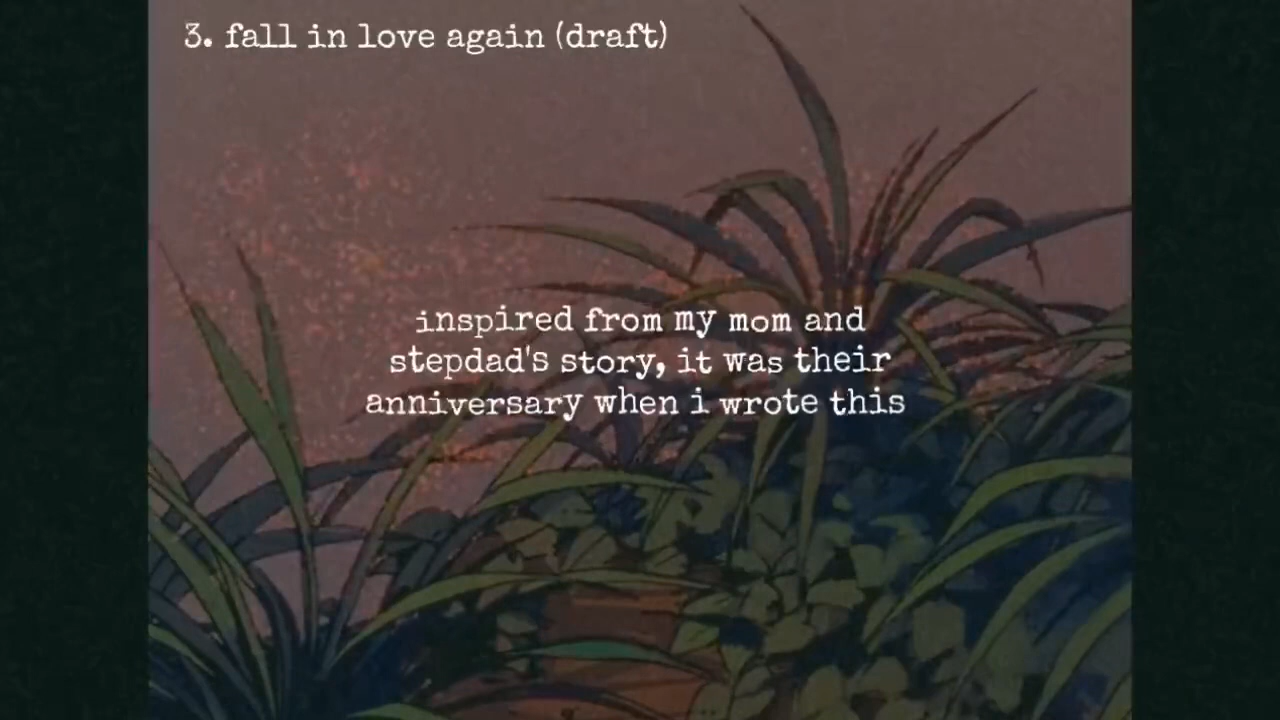 3. fall in love again (draft)
inspired from my mom and
stepdad's story, it was their
anniversary when i wrote this